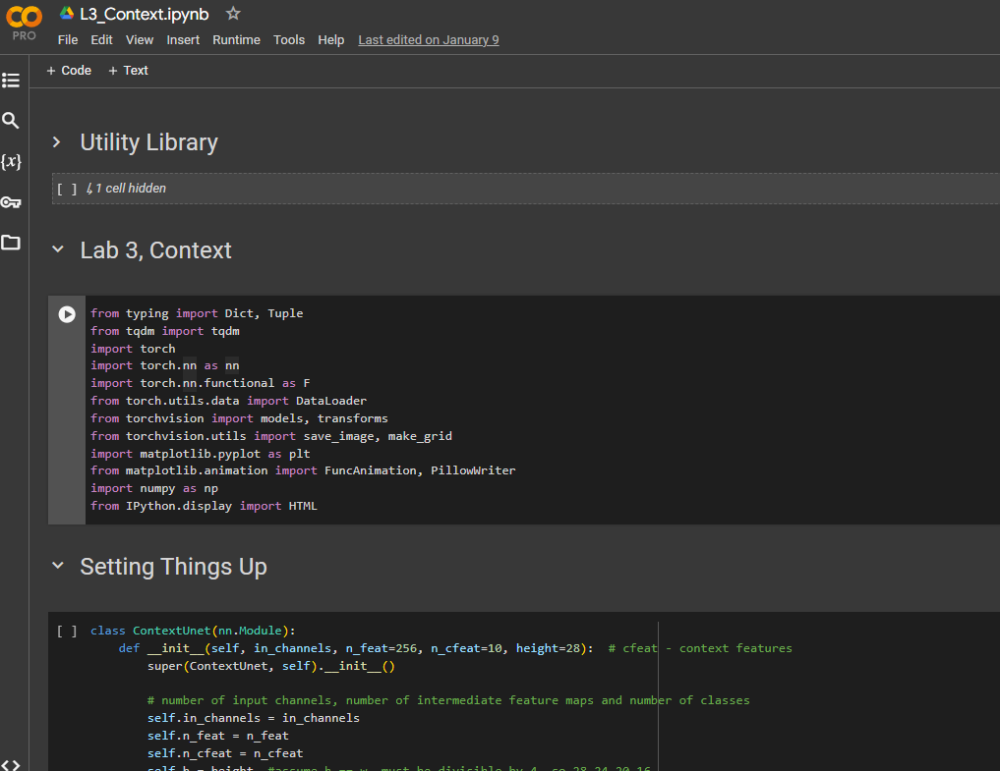 L3_Context.ipynb
PRO
File Edit View Insert Runtime Tools Help Last edited on January 9
+ Code + Text
Utility Library
[ ] ↳ 1 cell hidden
{x}
Lab 3, Context
from typing import Dict, Tuple
from tqdm import tqdm
import torch
import torch.nn as nn
import torch.nn.functional as F
from torch.utils.data import DataLoader
from torchvision import models, transforms
from torchvision.utils import save_image, make_grid
import matplotlib.pyplot as plt
from matplotlib.animation import FuncAnimation, PillowWriter
import numpy as np
from IPython.display import HTML
Setting Things Up
[ ] class ContextUnet(nn.Module):
    def __init__(self, in_channels, n_feat=256, n_cfeat=10, height=28):  # cfeat - context features
        super(ContextUnet, self).__init__()
        # number of input channels, number of intermediate feature maps and number of classes
        self.in_channels = in_channels
        self.n_feat = n_feat
        self.n_cfeat = n_cfeat
        self.h = height  #assume h == w. must be divisible by 4, so 28,24,20,16...